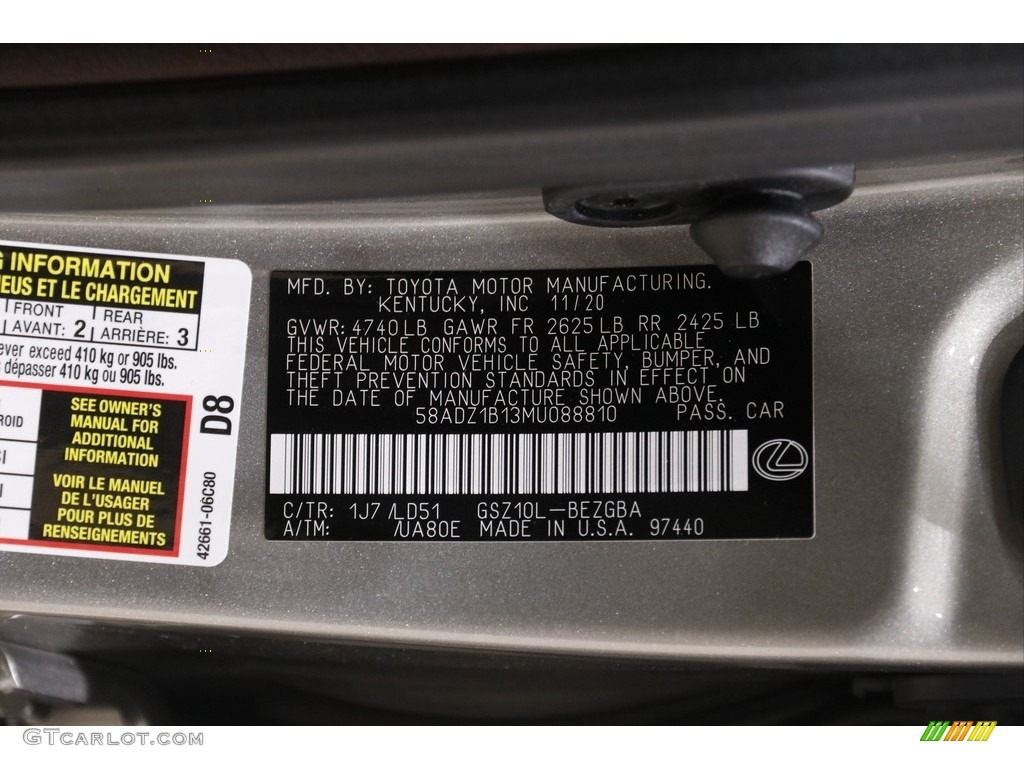 G INFORMATION
NEUS ET LE CHARGEMENT
FRONT
AVANT: 2
REAR
ARRIÈRE: 3
ever exceed 410 kg or 905 lbs.
s dépasser 410 kg ou 905 lbs.
SEE OWNER'S
MANUAL FOR
ADDITIONAL
INFORMATION
VOIR LE MANUEL
DE L'USAGER
POUR PLUS DE
RENSEIGNEMENTS
D8
42661-06C80
MFD. BY: TOYOTA MOTOR MANUFACTURING.
KENTUCKY, INC 11/20
GVWR: 4740 LB GAWR FR 2625 LB RR 2425 LB
THIS VEHICLE CONFORMS TO ALL APPLICABLE
FEDERAL MOTOR VEHICLE SAFETY, BUMPER, AND
THEFT PREVENTION STANDARDS IN EFFECT ON
THE DATE OF MANUFACTURE SHOWN ABOVE.
58ADZ1B13MU088810 PASS. CAR
C/TR: 1J7 /LD51 GSZ10L-BEZGBA
A/TM: /UA80E MADE IN U.S.A. 97440
GTcarlot.com